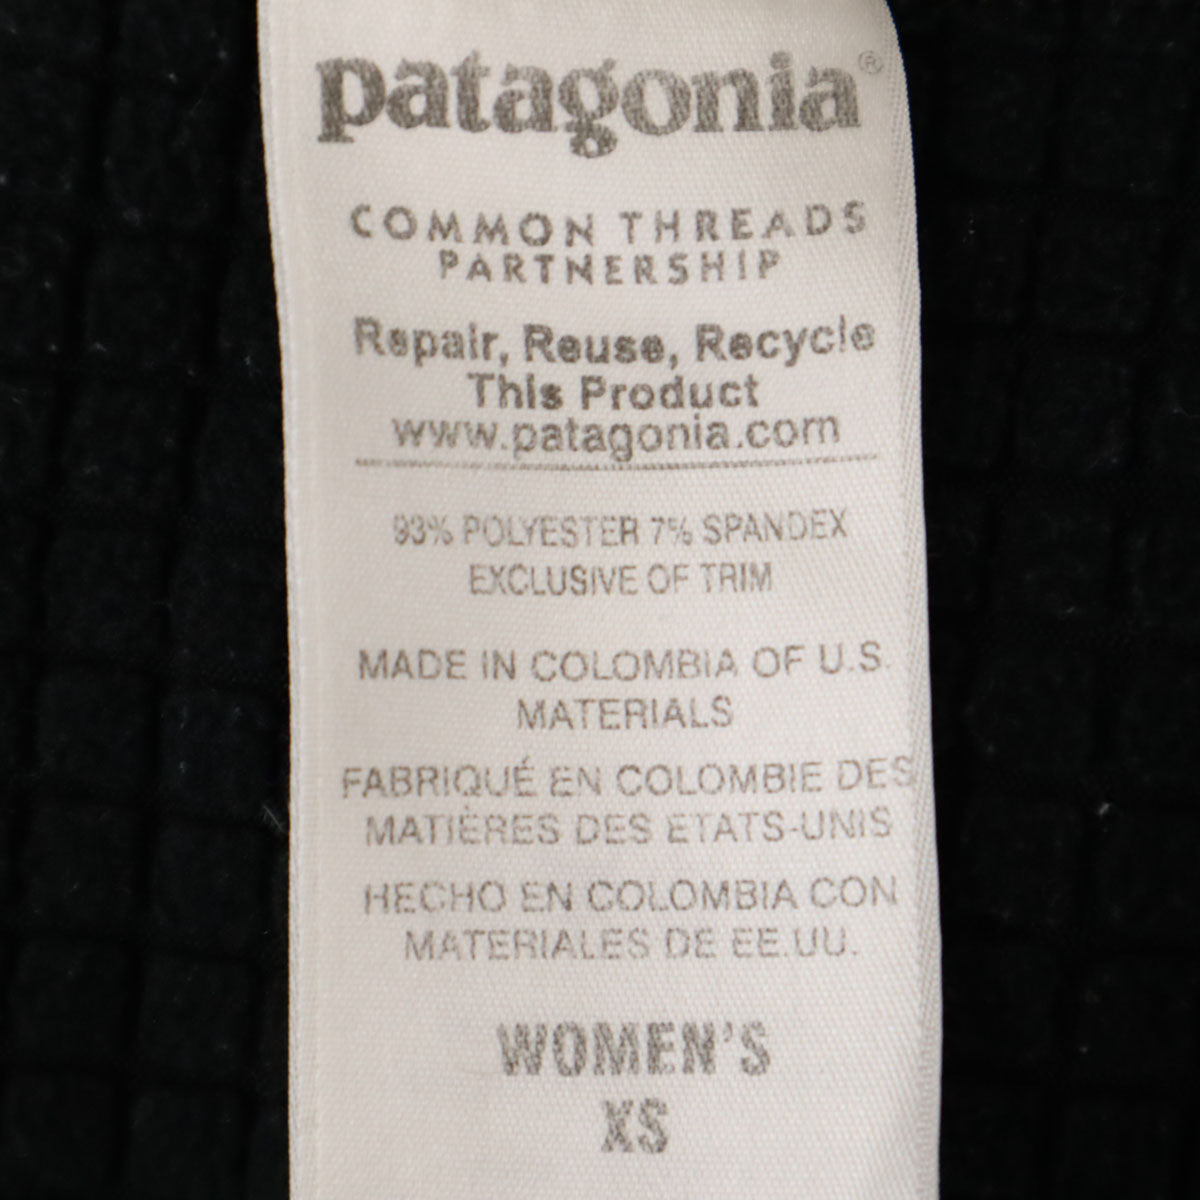 patagonia®
COMMON THREADS
PARTNERSHIP
Repair, Reuse, Recycle
This Product
www.patagonia.com
93% POLYESTER 7% SPANDEX
EXCLUSIVE OF TRIM
MADE IN COLOMBIA OF U.S.
MATERIALS
FABRIQUÉ EN COLOMBIE DES
MATIÈRES DES ETATS-UNIS
HECHO EN COLOMBIA CON
MATERIALES DE EE.UU.
WOMEN'S
XS